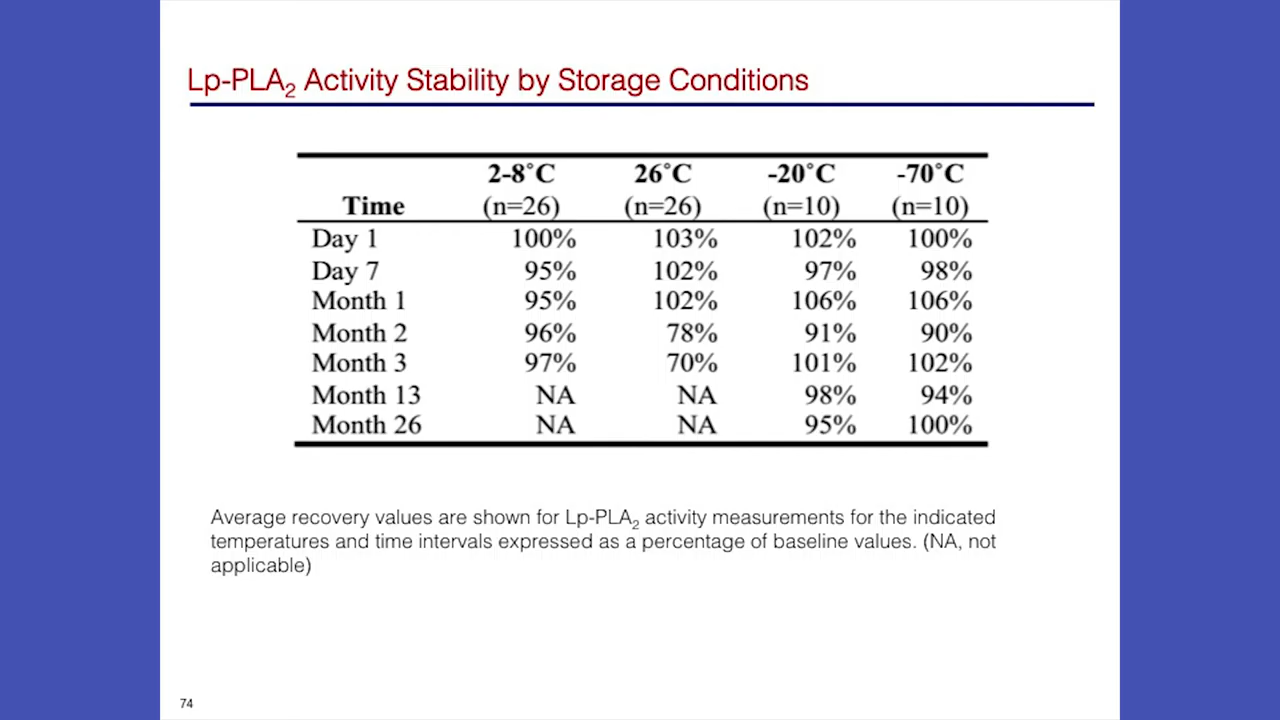 Lp-PLA2 Activity Stability by Storage Conditions
2-8˚C 26˚C -20˚C -70˚C
Time (n=26) (n=26) (n=10) (n=10)
Day 1 100% 103% 102% 100%
Day 7 95% 102% 97% 98%
Month 1 95% 102% 106% 106%
Month 2 96% 78% 91% 90%
Month 3 97% 70% 101% 102%
Month 13 NA NA 98% 94%
Month 26 NA NA 95% 100%
Average recovery values are shown for Lp-PLA2 activity measurements for the indicated
temperatures and time intervals expressed as a percentage of baseline values. (NA, not
applicable)
74